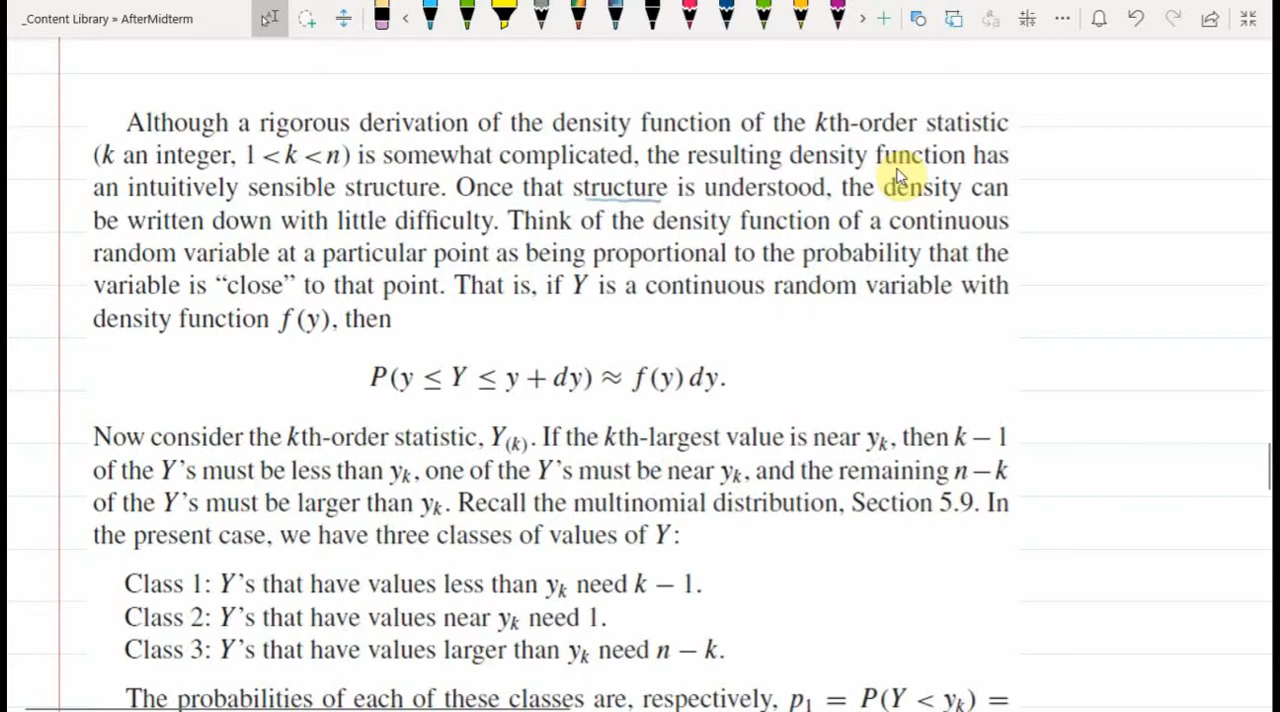 _Content Library » AfterMidterm
Although a rigorous derivation of the density function of the kth-order statistic
(k an integer, 1 < k < n) is somewhat complicated, the resulting density function has
an intuitively sensible structure. Once that structure is understood, the density can
be written down with little difficulty. Think of the density function of a continuous
random variable at a particular point as being proportional to the probability that the
variable is “close” to that point. That is, if Y is a continuous random variable with
density function f(y), then
P(y ≤ Y ≤ y + dy) ≈ f(y) dy.
Now consider the kth-order statistic, Y₍ₖ₎. If the kth-largest value is near yₖ, then k − 1
of the Y’s must be less than yₖ, one of the Y’s must be near yₖ, and the remaining n − k
of the Y’s must be larger than yₖ. Recall the multinomial distribution, Section 5.9. In
the present case, we have three classes of values of Y:
Class 1: Y’s that have values less than yₖ need k − 1.
Class 2: Y’s that have values near yₖ need 1.
Class 3: Y’s that have values larger than yₖ need n − k.
The probabilities of each of these classes are, respectively, p₁ = P(Y < yₖ) =